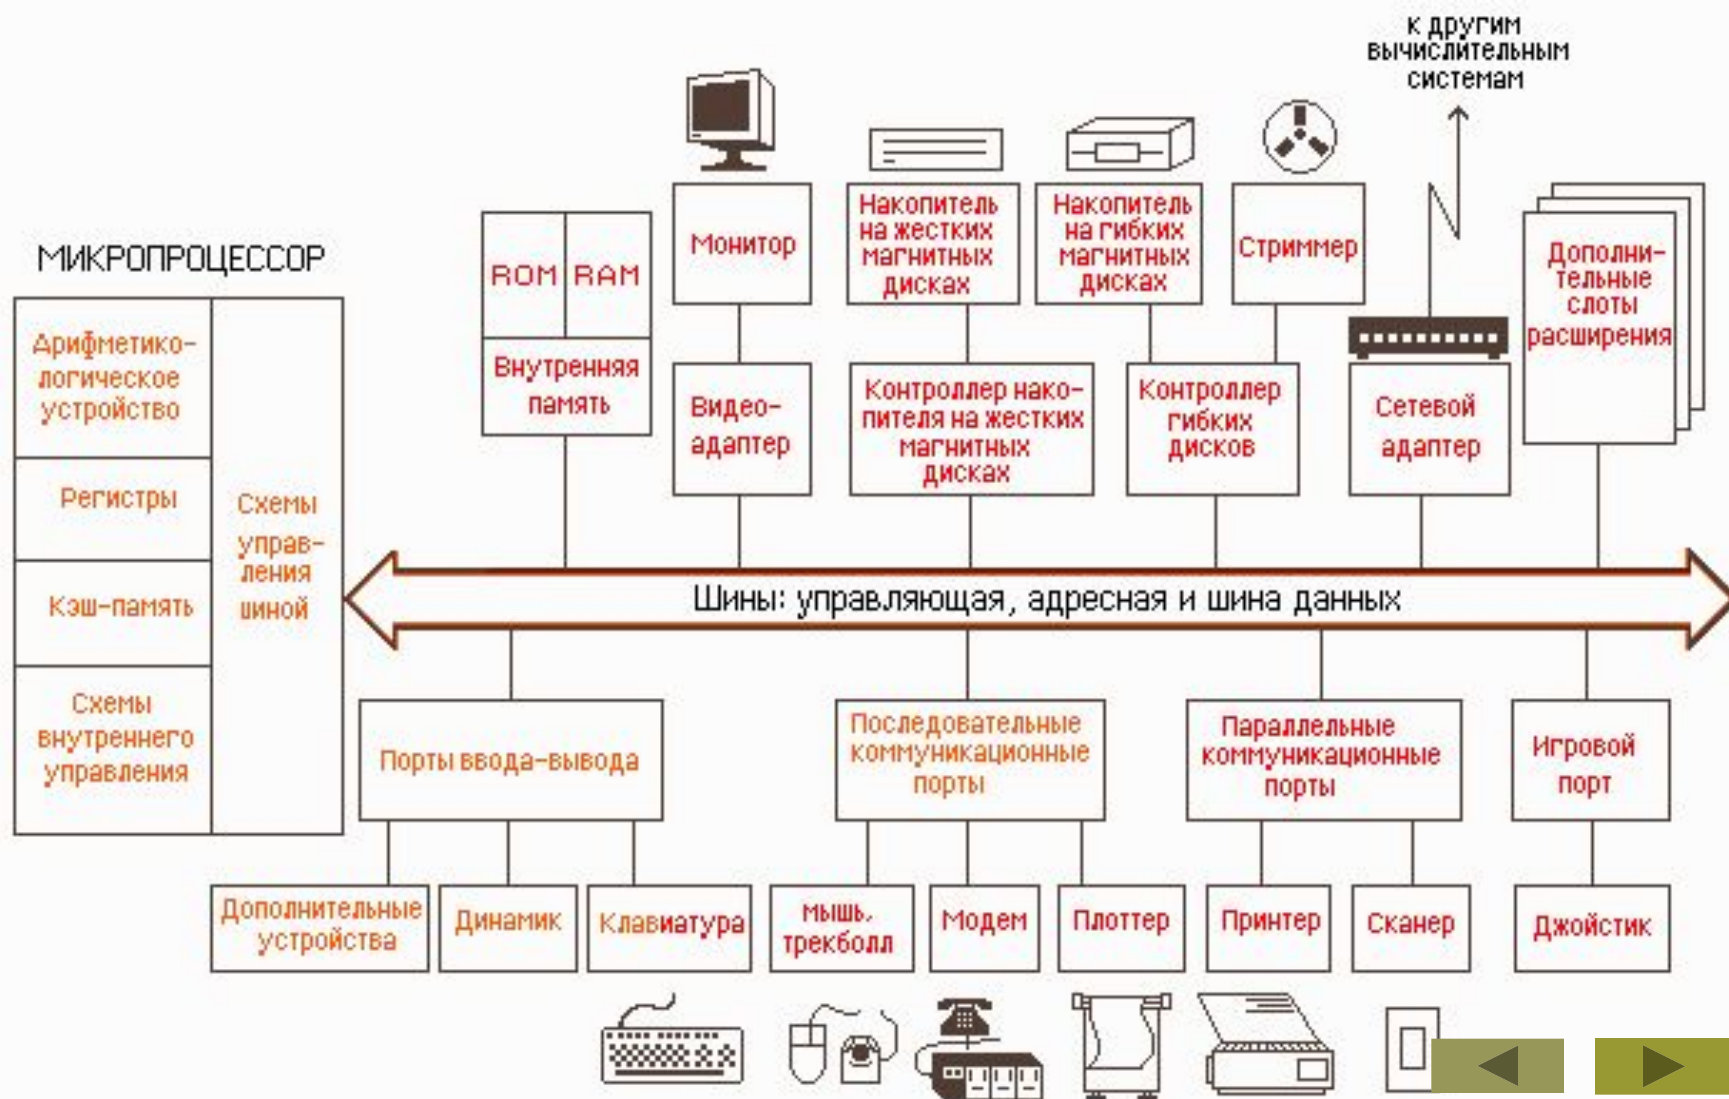 к другим
вычислительным
системам
МИКРОПРОЦЕССОР
Арифметико-
логическое
устройство
Регистры
Кэш-память
Схемы
внутреннего
управления
Схемы
управ-
ления
шиной
ROM
RAM
Внутренняя
память
Монитор
Видео-
адаптер
Накопитель
на жестких
магнитных
дисках
Контроллер нако-
пителя на жестких
магнитных
дисках
Накопитель
на гибких
магнитных
дисках
Стриммер
Контроллер
гибких
дисков
Сетевой
адаптер
Дополни-
тельные
слоты
расширения
Шины: управляющая, адресная и шина данных
Порты ввода-вывода
Последовательные
коммуникационные
порты
Параллельные
коммуникационные
порты
Игровой
порт
Дополнительные
устройства
Динамик
Клавиатура
мышь,
трекболл
Модем
Плоттер
Принтер
Сканер
Джойстик